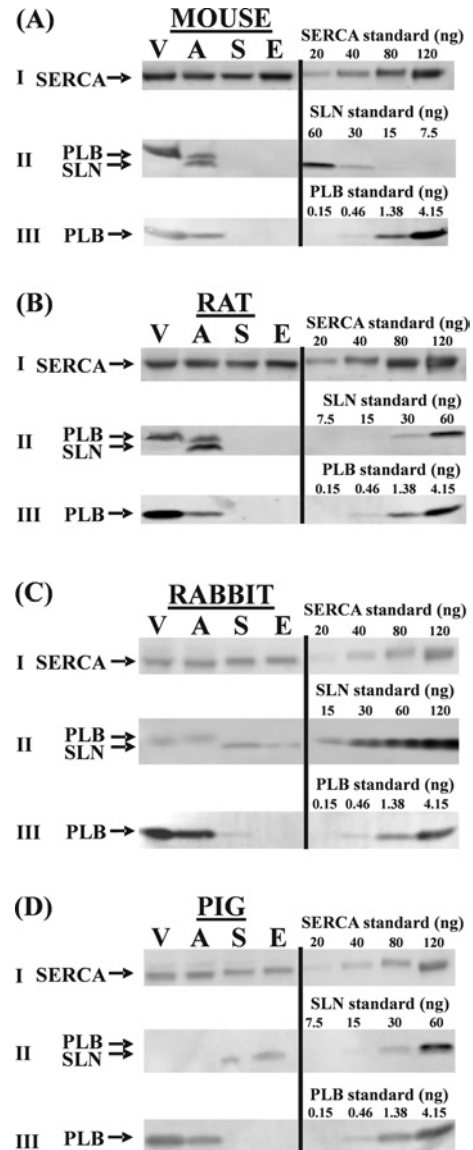 (A) MOUSE
V A S E SERCA standard (ng)
20 40 80 120
I SERCA→
SLN standard (ng)
60 30 15 7.5
II PLB→
SLN→
PLB standard (ng)
0.15 0.46 1.38 4.15
III PLB→
(B) RAT
V A S E SERCA standard (ng)
20 40 80 120
I SERCA→
SLN standard (ng)
7.5 15 30 60
II PLB→
SLN→
PLB standard (ng)
0.15 0.46 1.38 4.15
III PLB→
(C) RABBIT
V A S E SERCA standard (ng)
20 40 80 120
I SERCA→
SLN standard (ng)
15 30 60 120
II PLB→
SLN→
PLB standard (ng)
0.15 0.46 1.38 4.15
III PLB→
(D) PIG
V A S E SERCA standard (ng)
20 40 80 120
I SERCA→
SLN standard (ng)
7.5 15 30 60
II PLB→
SLN→
PLB standard (ng)
0.15 0.46 1.38 4.15
III PLB→